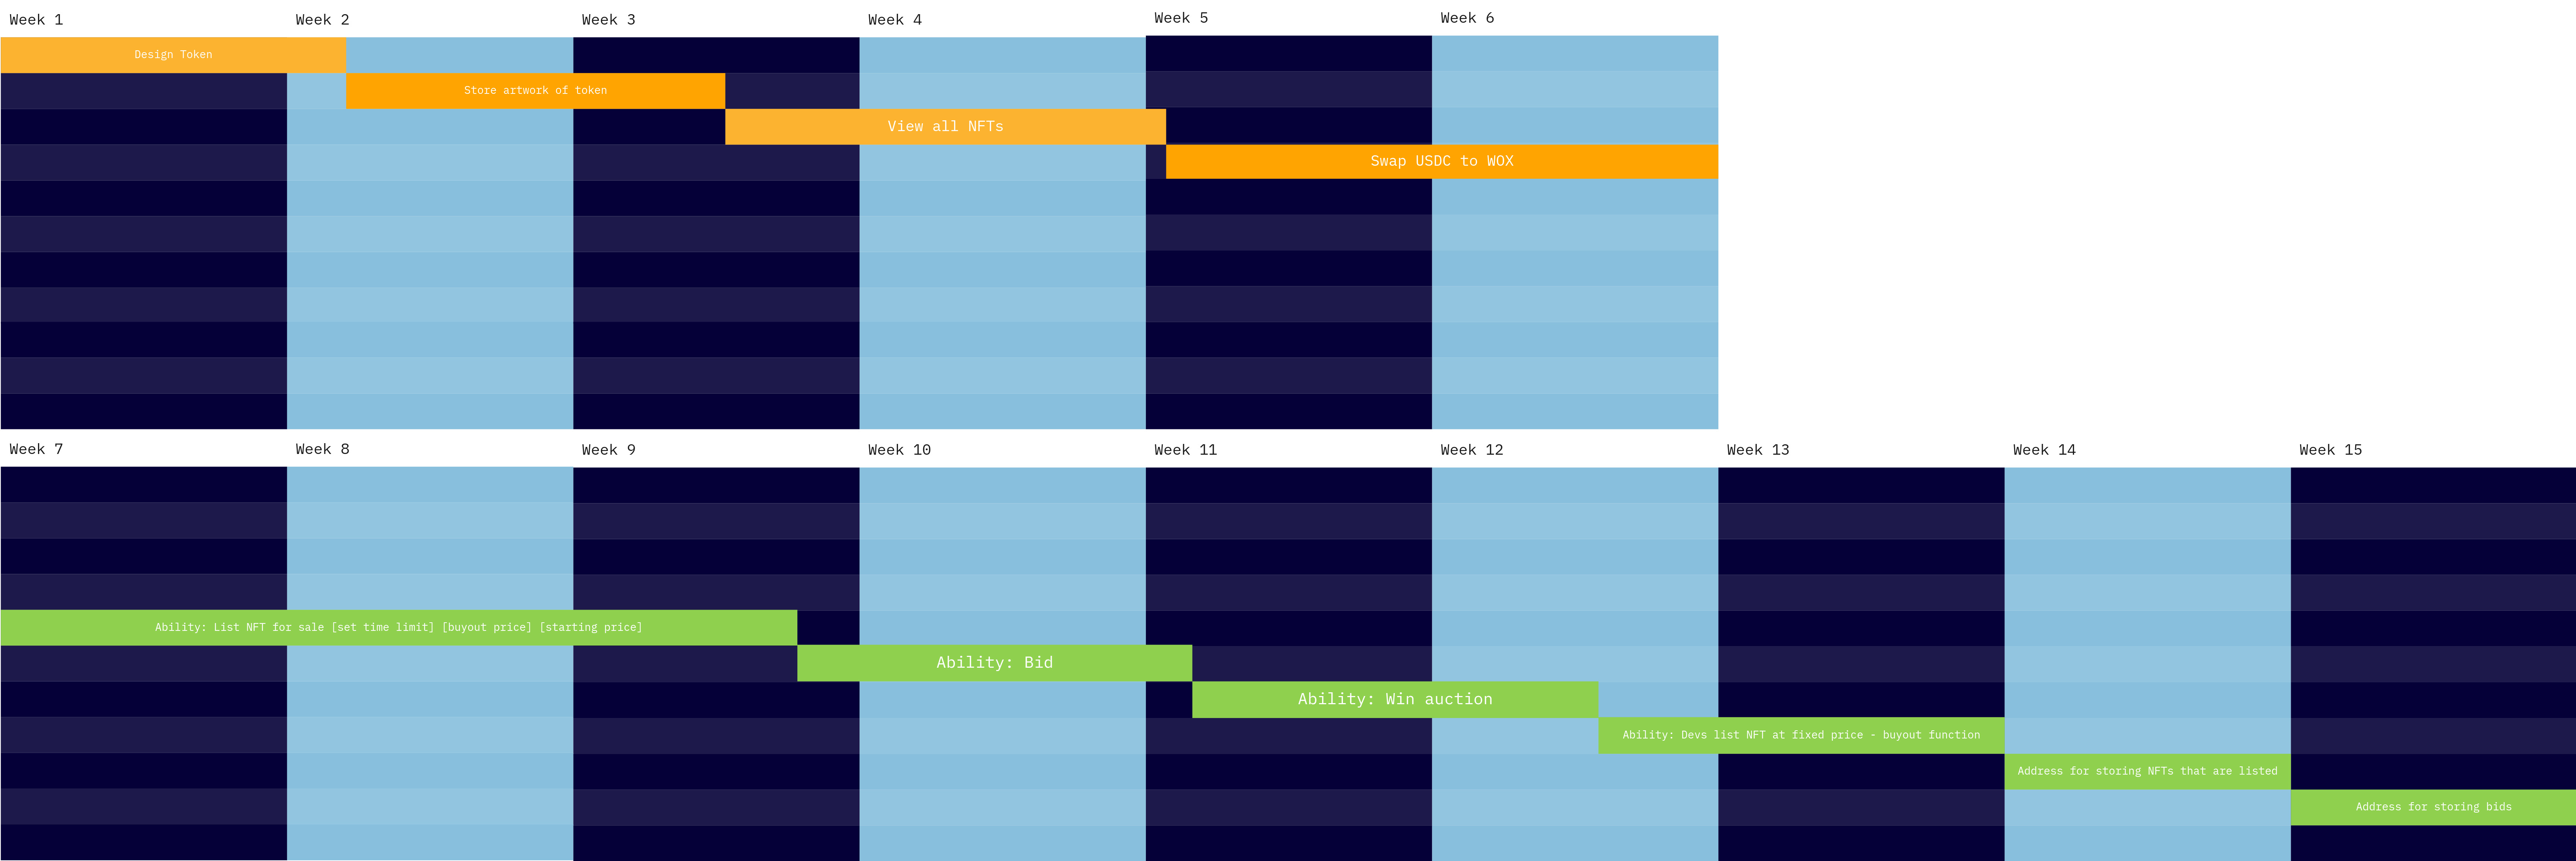 Week 1
Week 2
Week 3
Week 4
Week 5
Week 6
Design Token
Store artwork of token
View all NFTs
Swap USDC to WOX
Week 7
Week 8
Week 9
Week 10
Week 11
Week 12
Week 13
Week 14
Week 15
Ability: List NFT for sale [set time limit] [buyout price] [starting price]
Ability: Bid
Ability: Win auction
Ability: Devs list NFT at fixed price - buyout function
Address for storing NFTs that are listed
Address for storing bids